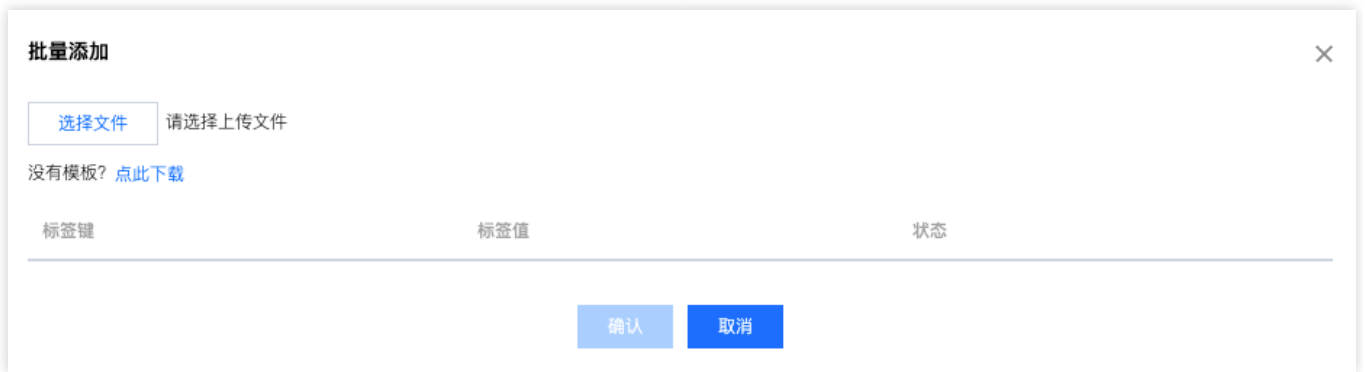 批量添加
选择文件 请选择上传文件
没有模板? 点此下载
标签键 标签值 状态
确认 取消